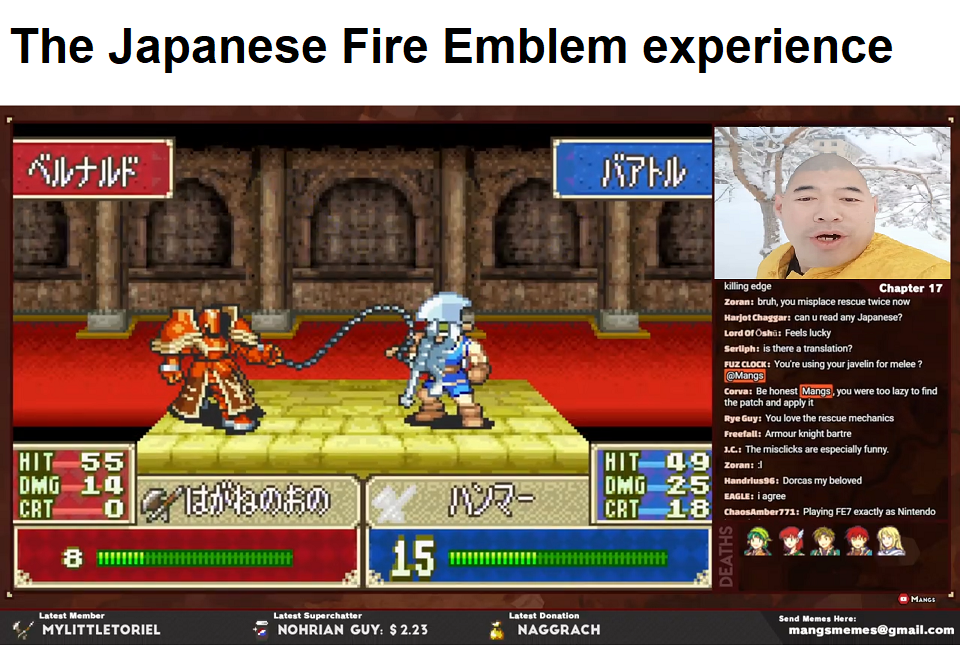 The Japanese Fire Emblem experience
ベルナルド
バアトル
killing edge
Chapter 17
Zoran: bruh, you misplace rescue twice now
Harjot Chaggar: can u read any Japanese?
Lord Of Ōshū: Feels lucky
Serliph: is there a translation?
FUZ CLOCK: You're using your javelin for melee ?
@Mangs
Corva: Be honest Mangs, you were too lazy to find
the patch and apply it
Rye Guy: You love the rescue mechanics
Freefall: Armour knight bartre
J.C.: The misclicks are especially funny.
Zoran: :l
Handrius96: Dorcas my beloved
EAGLE: i agree
ChaosAmber771: Playing FE7 exactly as Nintendo
HIT 55
DMG 14
CRT 0
はがねのおの
ハンマー
HIT 49
DMG 25
CRT 18
8
15
DEATHS
MANGS
Latest Member
MYLITTLETORIEL
Latest Superchatter
NOHRIAN GUY: $2.23
Latest Donation
NAGGRACH
Send Memes Here:
mangsmemes@gmail.com